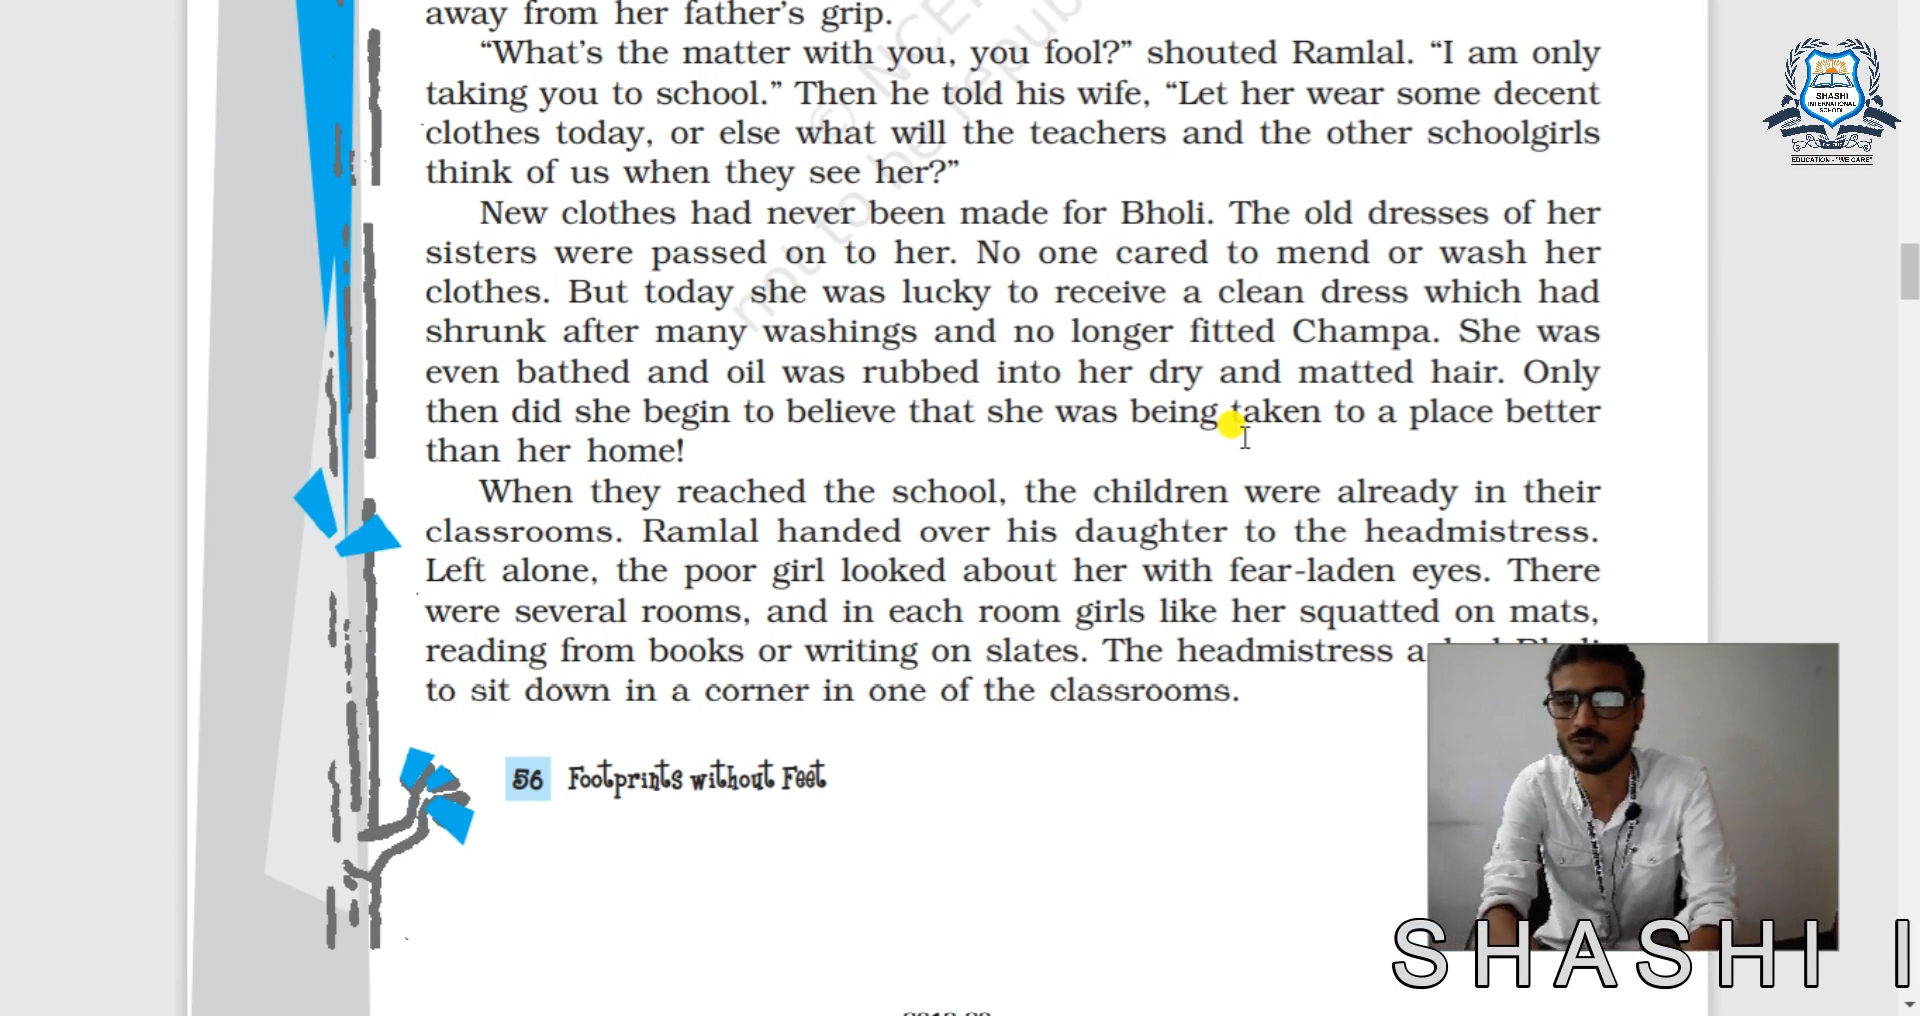 away from her father's grip.
“What's the matter with you, you fool?” shouted Ramlal. “I am only
taking you to school.” Then he told his wife, “Let her wear some decent
clothes today, or else what will the teachers and the other schoolgirls
think of us when they see her?”
New clothes had never been made for Bholi. The old dresses of her
sisters were passed on to her. No one cared to mend or wash her
clothes. But today she was lucky to receive a clean dress which had
shrunk after many washings and no longer fitted Champa. She was
even bathed and oil was rubbed into her dry and matted hair. Only
then did she begin to believe that she was being taken to a place better
than her home!
When they reached the school, the children were already in their
classrooms. Ramlal handed over his daughter to the headmistress.
Left alone, the poor girl looked about her with fear-laden eyes. There
were several rooms, and in each room girls like her squatted on mats,
reading from books or writing on slates. The headmistress
to sit down in a corner in one of the classrooms.
56 Footprints without Feet
SHASHI
INTERNATIONAL
SCHOOL
EDUCATION - "WE CARE"
© NCE
not to be repub
SHASHI I